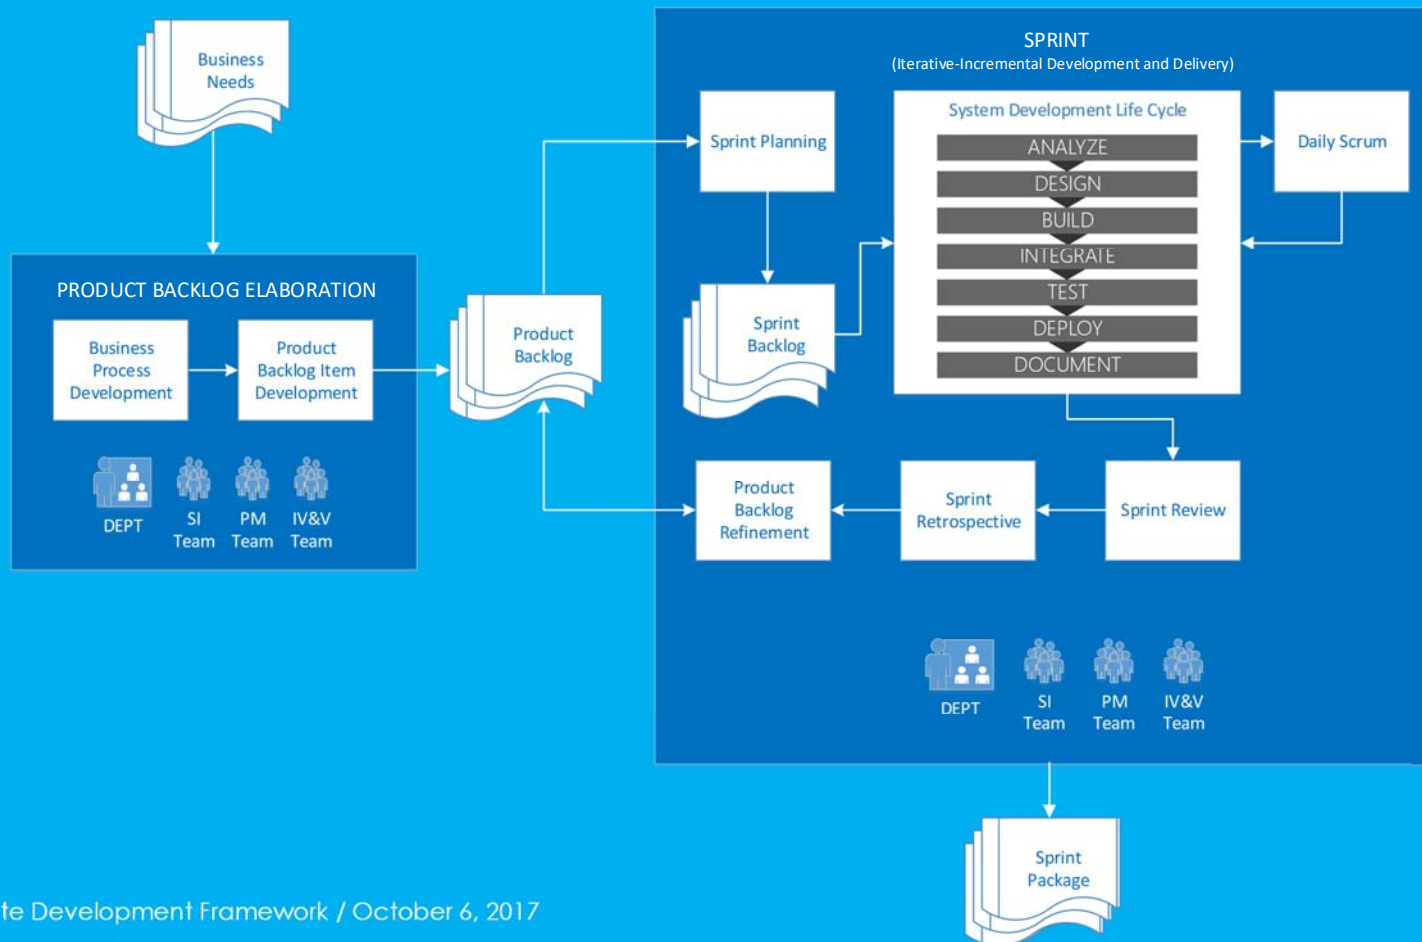 Business
Needs
SPRINT
(Iterative-Incremental Development and Delivery)
System Development Life Cycle
Sprint Planning
ANALYZE
DESIGN
BUILD
INTEGRATE
TEST
DEPLOY
DOCUMENT
Daily Scrum
PRODUCT BACKLOG ELABORATION
Business
Process
Development
Product
Backlog Item
Development
Product
Backlog
Sprint
Backlog
DEPT
SI
Team
PM
Team
IV&V
Team
Product
Backlog
Refinement
Sprint
Retrospective
Sprint Review
DEPT
SI
Team
PM
Team
IV&V
Team
Sprint
Package
te Development Framework / October 6, 2017